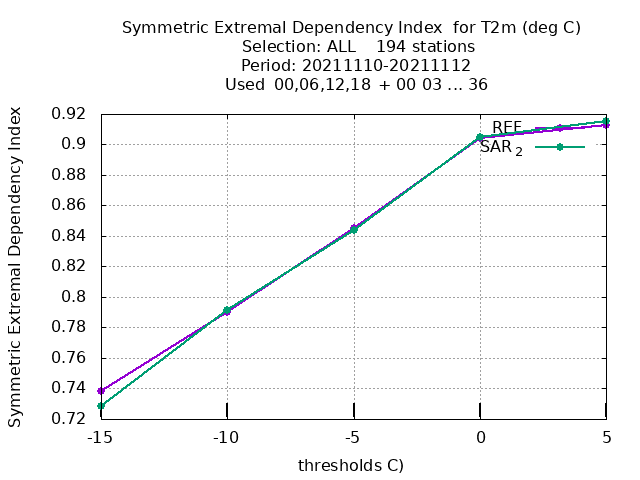 Symmetric Extremal Dependency Index for T2m (deg C)
Selection: ALL 194 stations
Period: 20211110-20211112
Used 00,06,12,18 + 00 03 ... 36
Symmetric Extremal Dependency Index
0.92
0.9
0.88
0.86
0.84
0.82
0.8
0.78
0.76
0.74
0.72
REF
SAR 2
-15
-10
-5
0
5
thresholds C)